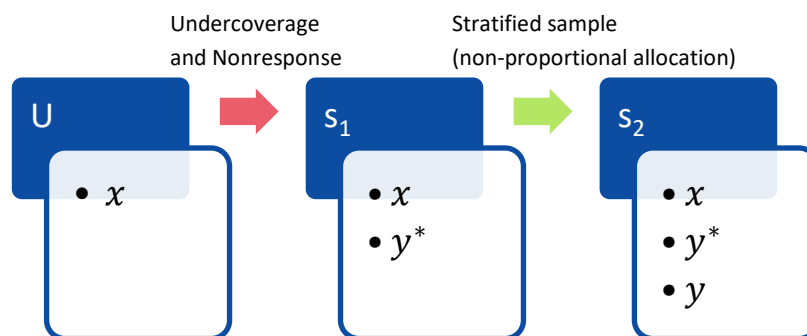 Undercoverage
and Nonresponse
Stratified sample
(non-proportional allocation)
U
• x
s₁
• x
• y*
s₂
• x
• y*
• y